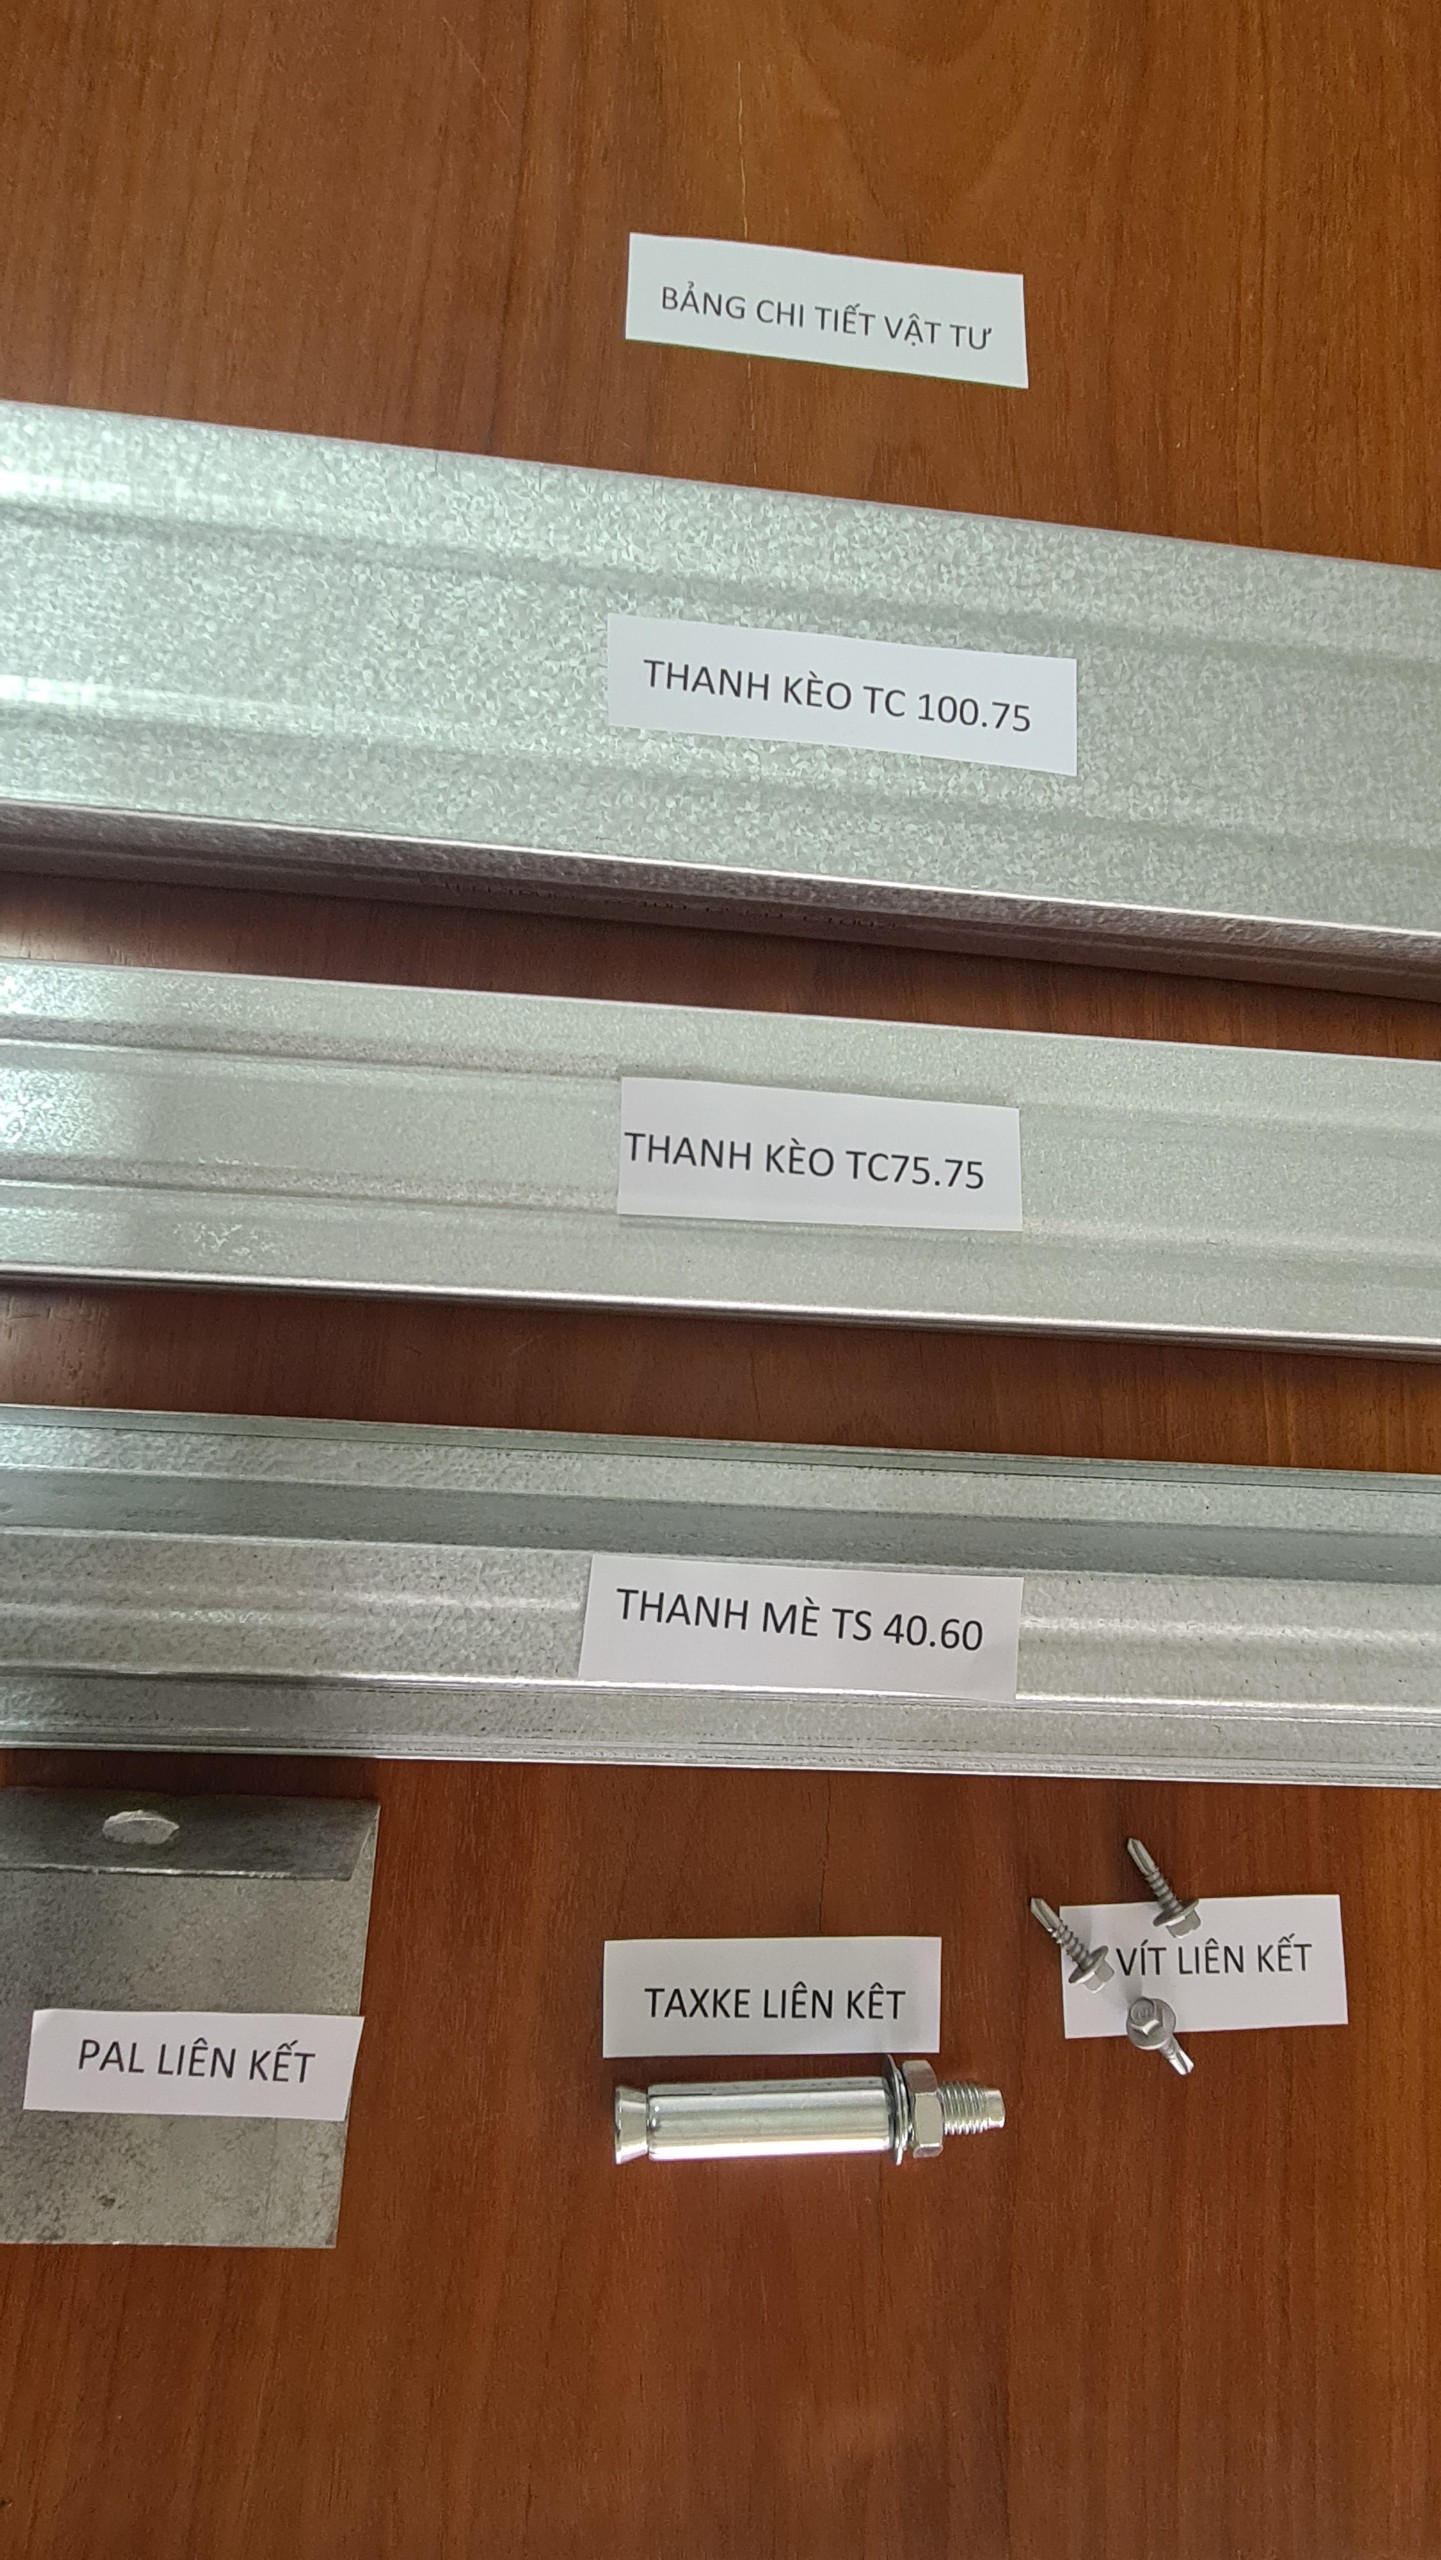 BẢNG CHI TIẾT VẬT TƯ
THANH KÈO TC 100.75
THANH KÈO TC75.75
THANH MÈ TS 40.60
PAL LIÊN KẾT
TAXKE LIÊN KÊT
VÍT LIÊN KẾT